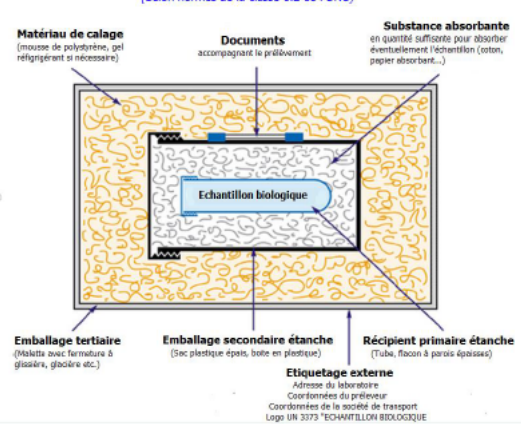 Matériau de calage
(mousse de polystyrène, gel
réfigrigérant si nécessaire)
Documents
accompagnant le prélèvement
Substance absorbante
en quantité suffisante pour absorber
éventuellement l'échantillon (coton,
papier absorbant...)
Echantillon biologique
Emballage tertiaire
(Malette avec fermeture à
glissière, glacière etc.)
Emballage secondaire étanche
(Sac plastique épais, boite en plastique)
Récipient primaire étanche
(Tube, flacon à parois épaisses)
Etiquetage externe
Adresse du laboratoire
Coordonnées du préleveur
Coordonnées de la société de transport
Logo UN 3373 "ECHANTILLON BIOLOGIQUE